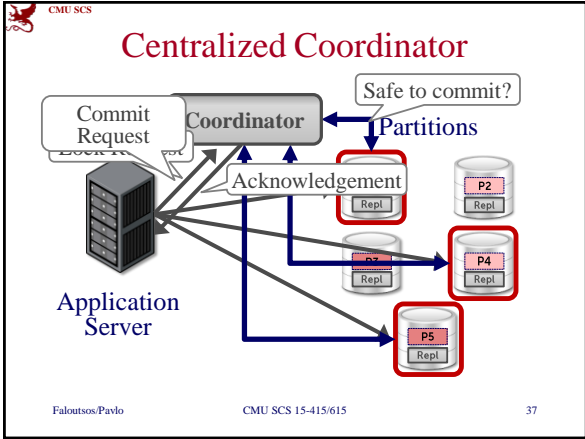 CMU SCS
Centralized Coordinator
Safe to commit?
Commit
Request
Coordinator
Partitions
Acknowledgement
P2
Repl
Repl
P4
Repl
Repl
P5
Repl
Application
Server
Faloutsos/Pavlo
CMU SCS 15-415/615
37